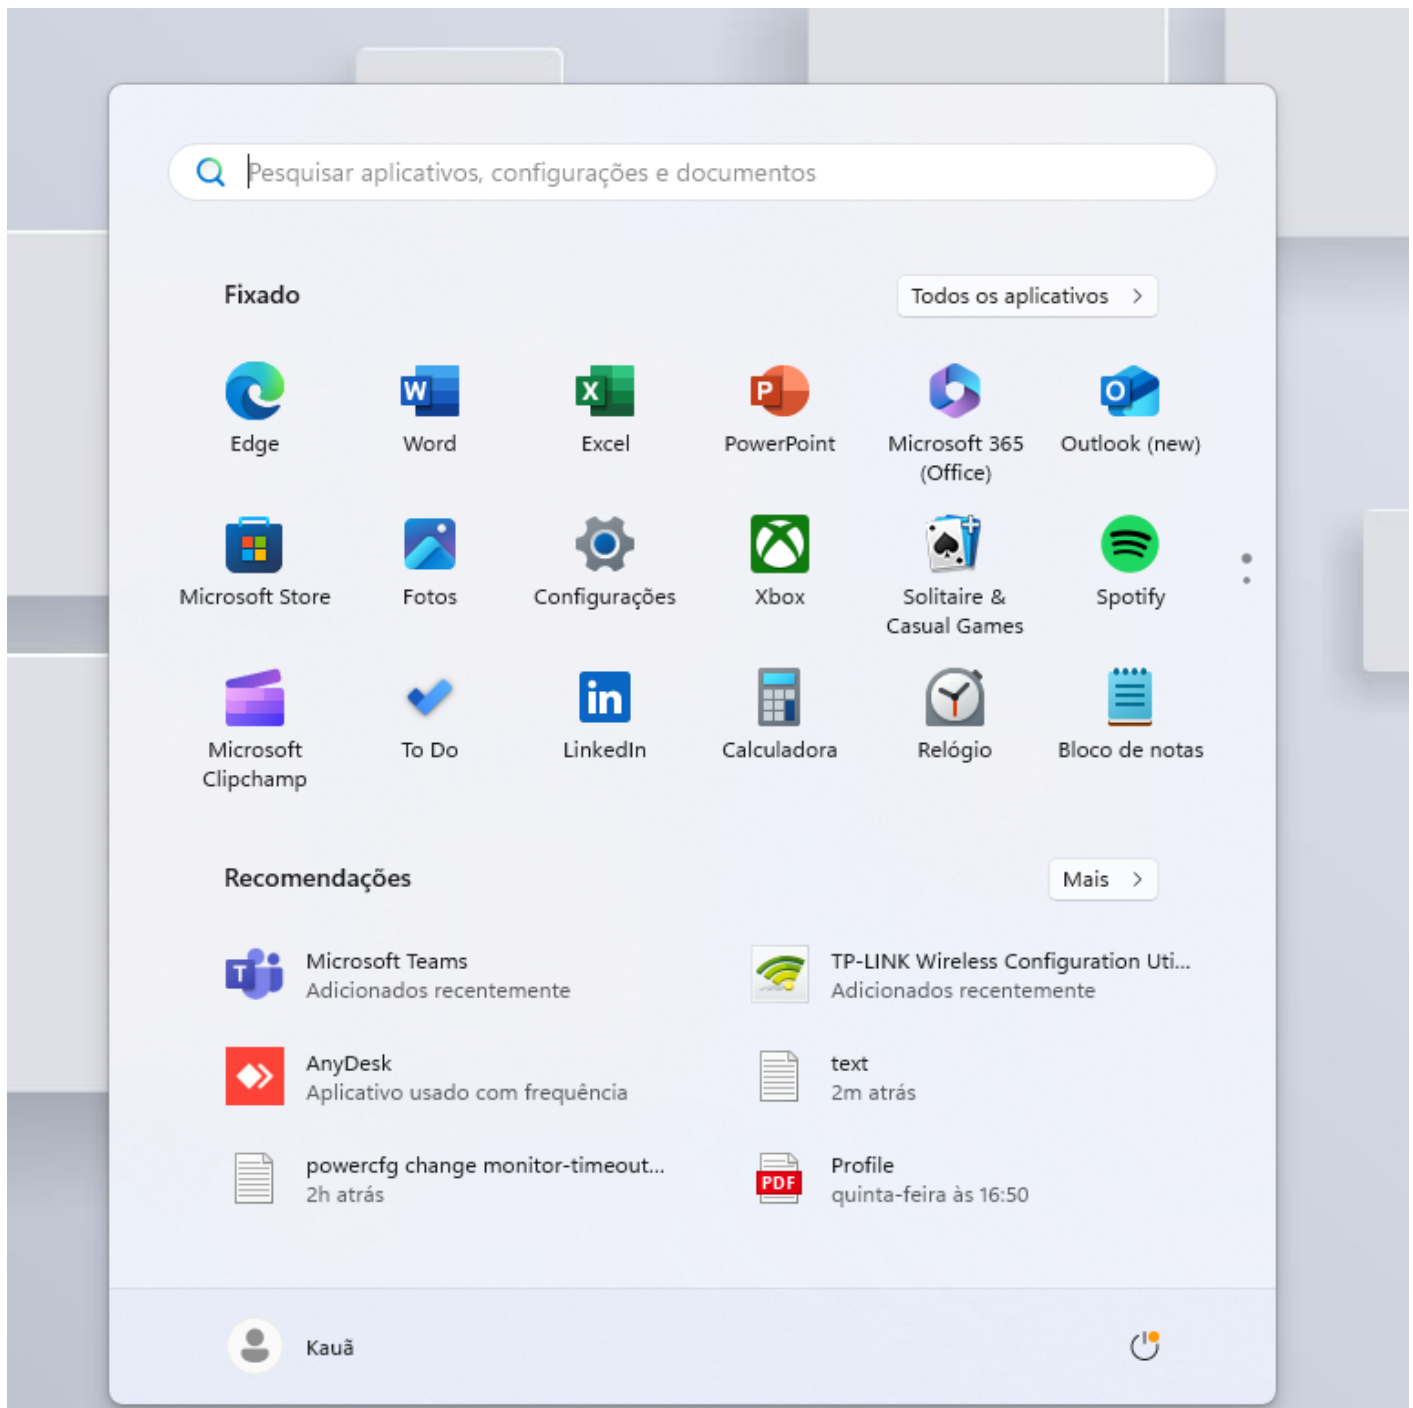 Pesquisar aplicativos, configurações e documentos
Fixado
Todos os aplicativos
Edge
Word
Excel
PowerPoint
Microsoft 365
(Office)
Outlook (new)
Microsoft Store
Fotos
Configurações
Xbox
Solitaire &
Casual Games
Spotify
Microsoft
Clipchamp
To Do
LinkedIn
Calculadora
Relógio
Bloco de notas
Recomendações
Mais
Microsoft Teams
Adicionados recentemente
TP-LINK Wireless Configuration Uti...
Adicionados recentemente
AnyDesk
Aplicativo usado com frequência
text
2m atrás
powercfg change monitor-timeout...
2h atrás
PDF
Profile
quinta-feira às 16:50
Kauã